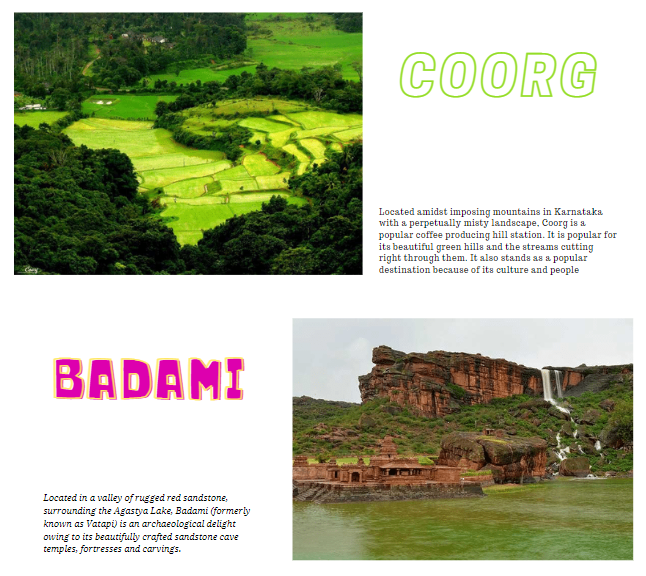 COORG
Located amidst imposing mountains in Karnataka
with a perpetually misty landscape, Coorg is a
popular coffee producing hill station. It is popular for
its beautiful green hills and the streams cutting
right through them. It also stands as a popular
destination because of its culture and people
Coorg
BADAMI
Located in a valley of rugged red sandstone,
surrounding the Agastya Lake, Badami (formerly
known as Vatapi) is an archaeological delight
owing to its beautifully crafted sandstone cave
temples, fortresses and carvings.